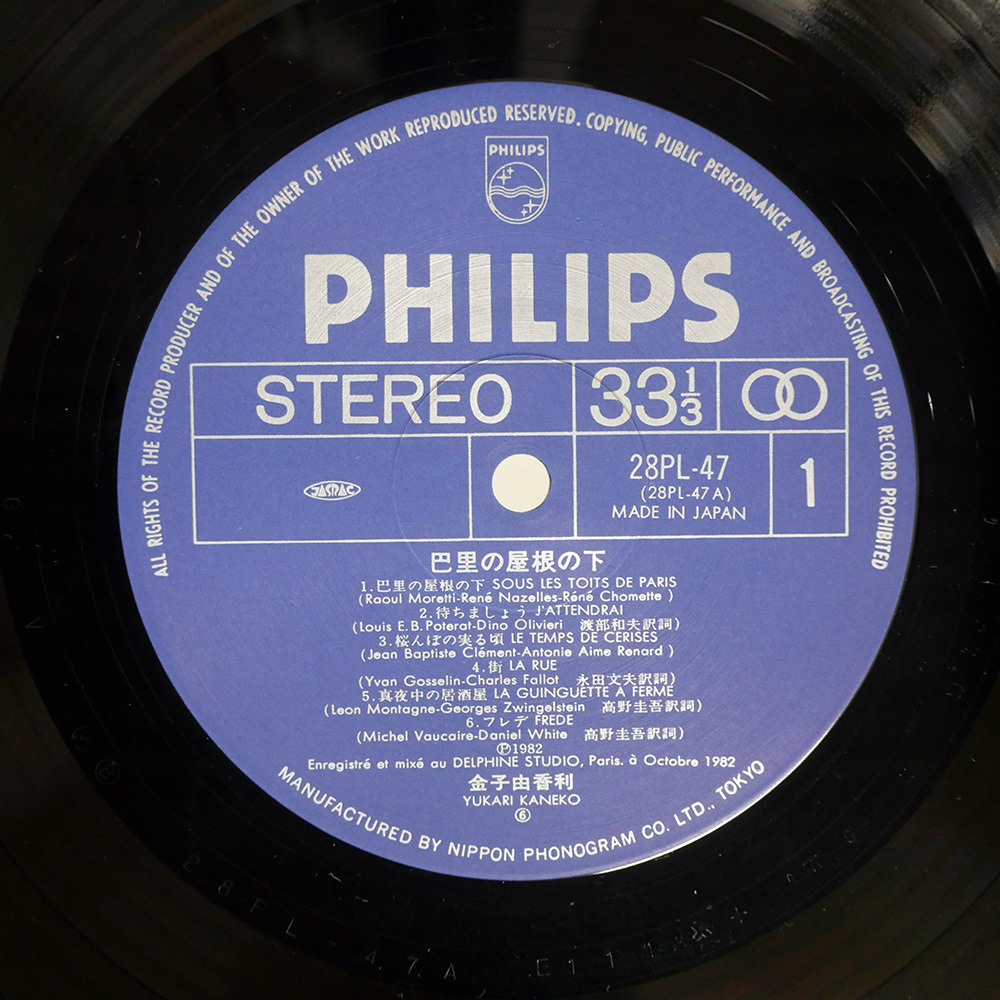 ALL RIGHTS OF THE RECORD PRODUCER AND OF THE OWNER OF THE WORK REPRODUCED RESERVED. COPYING, PUBLIC PERFORMANCE AND BROADCASTING OF THIS RECORD PROHIBITED
PHILIPS
PHILIPS
STEREO 33 1/3
JASRAC
28PL-47
(28PL-47A)
MADE IN JAPAN
1
巴里の屋根の下
1.巴里の屋根の下 SOUS LES TOITS DE PARIS
(Raoul Moretti-René Nazelles-Réné Chomette)
2.待ちましょう J'ATTENDRAI
(Louis E.B.Poterat-Dino Olivieri 渡部和夫訳詞)
3.桜んぼの実る頃 LE TEMPS DE CERISES
(Jean Baptiste Clément-Antonie Aime Renard)
4.街 LA RUE
(Yvan Gosselin-Charles Fallot 永田文夫訳詞)
5.真夜中の居酒屋 LA GUINGUETTE A FERME
(Leon Montagne-Georges Zwingelstein 高野圭吾訳詞)
6.フレデ FREDE
(Michel Vaucaire-Daniel White 高野圭吾訳詞)
Ⓟ1982
Enregistré et mixé au DELPHINE STUDIO, Paris. à Octobre 1982
金子由香利
YUKARI KANEKO
⑥
MANUFACTURED BY NIPPON PHONOGRAM CO. LTD., TOKYO